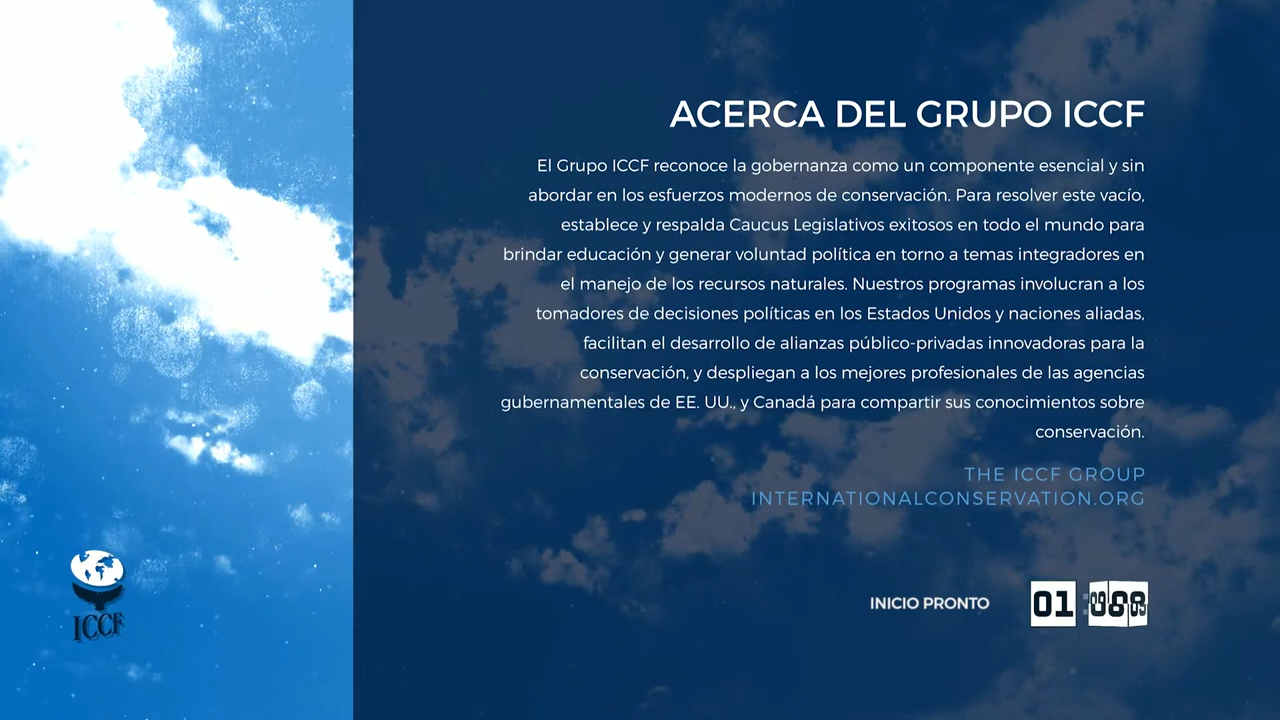 ACERCA DEL GRUPO ICCF
El Grupo ICCF reconoce la gobernanza como un componente esencial y sin
abordar en los esfuerzos modernos de conservación. Para resolver este vacío,
establece y respalda Caucus Legislativos exitosos en todo el mundo para
brindar educación y generar voluntad política en torno a temas integradores en
el manejo de los recursos naturales. Nuestros programas involucran a los
tomadores de decisiones políticas en los Estados Unidos y naciones aliadas,
facilitan el desarrollo de alianzas público-privadas innovadoras para la
conservación, y despliegan a los mejores profesionales de las agencias
gubernamentales de EE. UU., y Canadá para compartir sus conocimientos sobre
conservación.
THE ICCF GROUP
INTERNATIONALCONSERVATION.ORG
ICCF
INICIO PRONTO 01